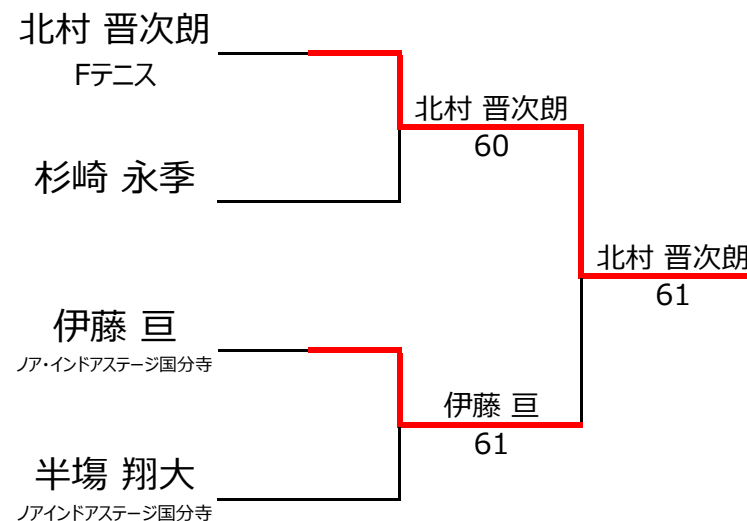 北村 晋次朗
Fテニス
北村 晋次朗
60
杉崎 永季
北村 晋次朗
61
伊藤 亘
ノア・インドアステージ国分寺
伊藤 亘
61
半塲 翔大
ノアインドアステージ国分寺